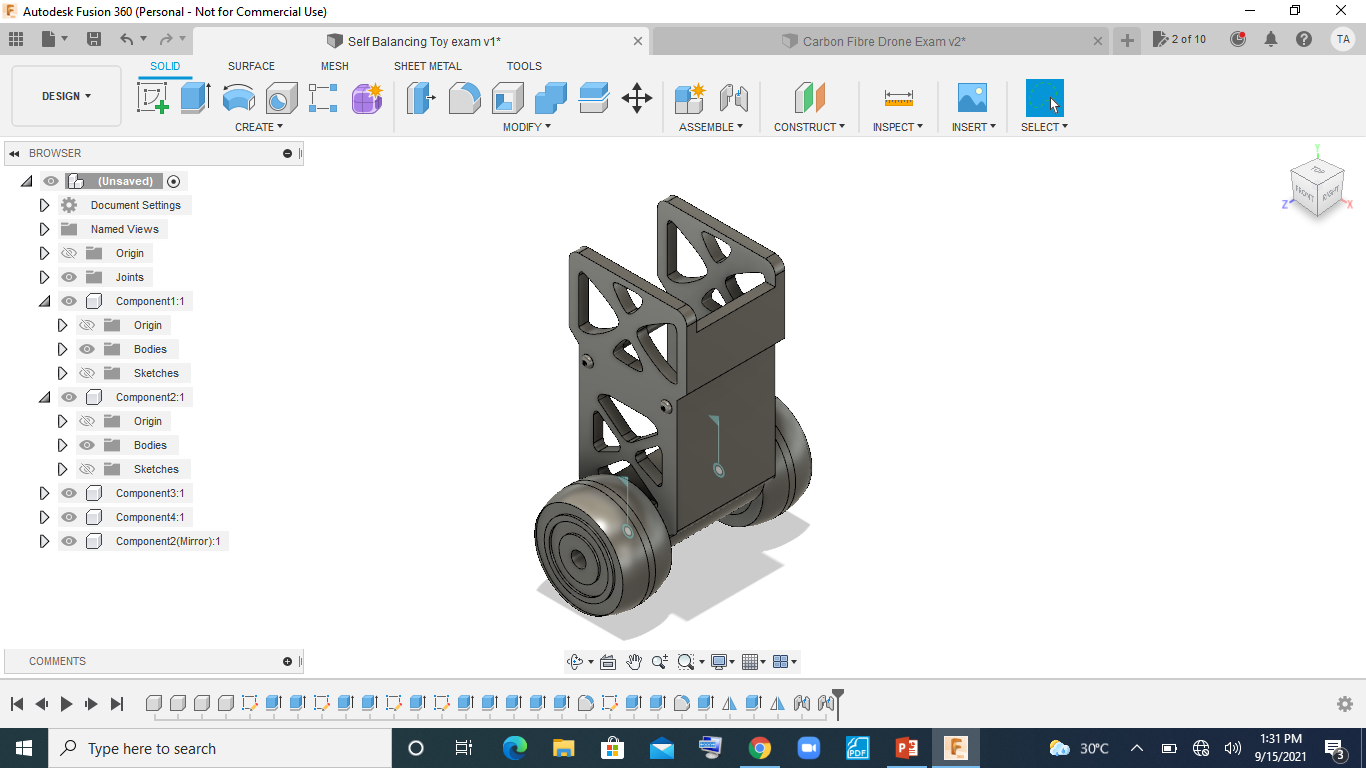 Autodesk Fusion 360 (Personal - Not for Commercial Use)
Self Balancing Toy exam v1*
Carbon Fibre Drone Exam v2*
2 of 10
TA
SOLID
SURFACE
MESH
SHEET METAL
TOOLS
DESIGN
CREATE
MODIFY
ASSEMBLE
CONSTRUCT
INSPECT
INSERT
SELECT
BROWSER
(Unsaved)
Document Settings
Named Views
Origin
Joints
Component1:1
Origin
Bodies
Sketches
Component2:1
Origin
Bodies
Sketches
Component3:1
Component4:1
Component2(Mirror):1
Y
TOP
FRONT
RIGHT
Z
X
COMMENTS
Type here to search
PDF
30°C
1:31 PM
9/15/2021
3